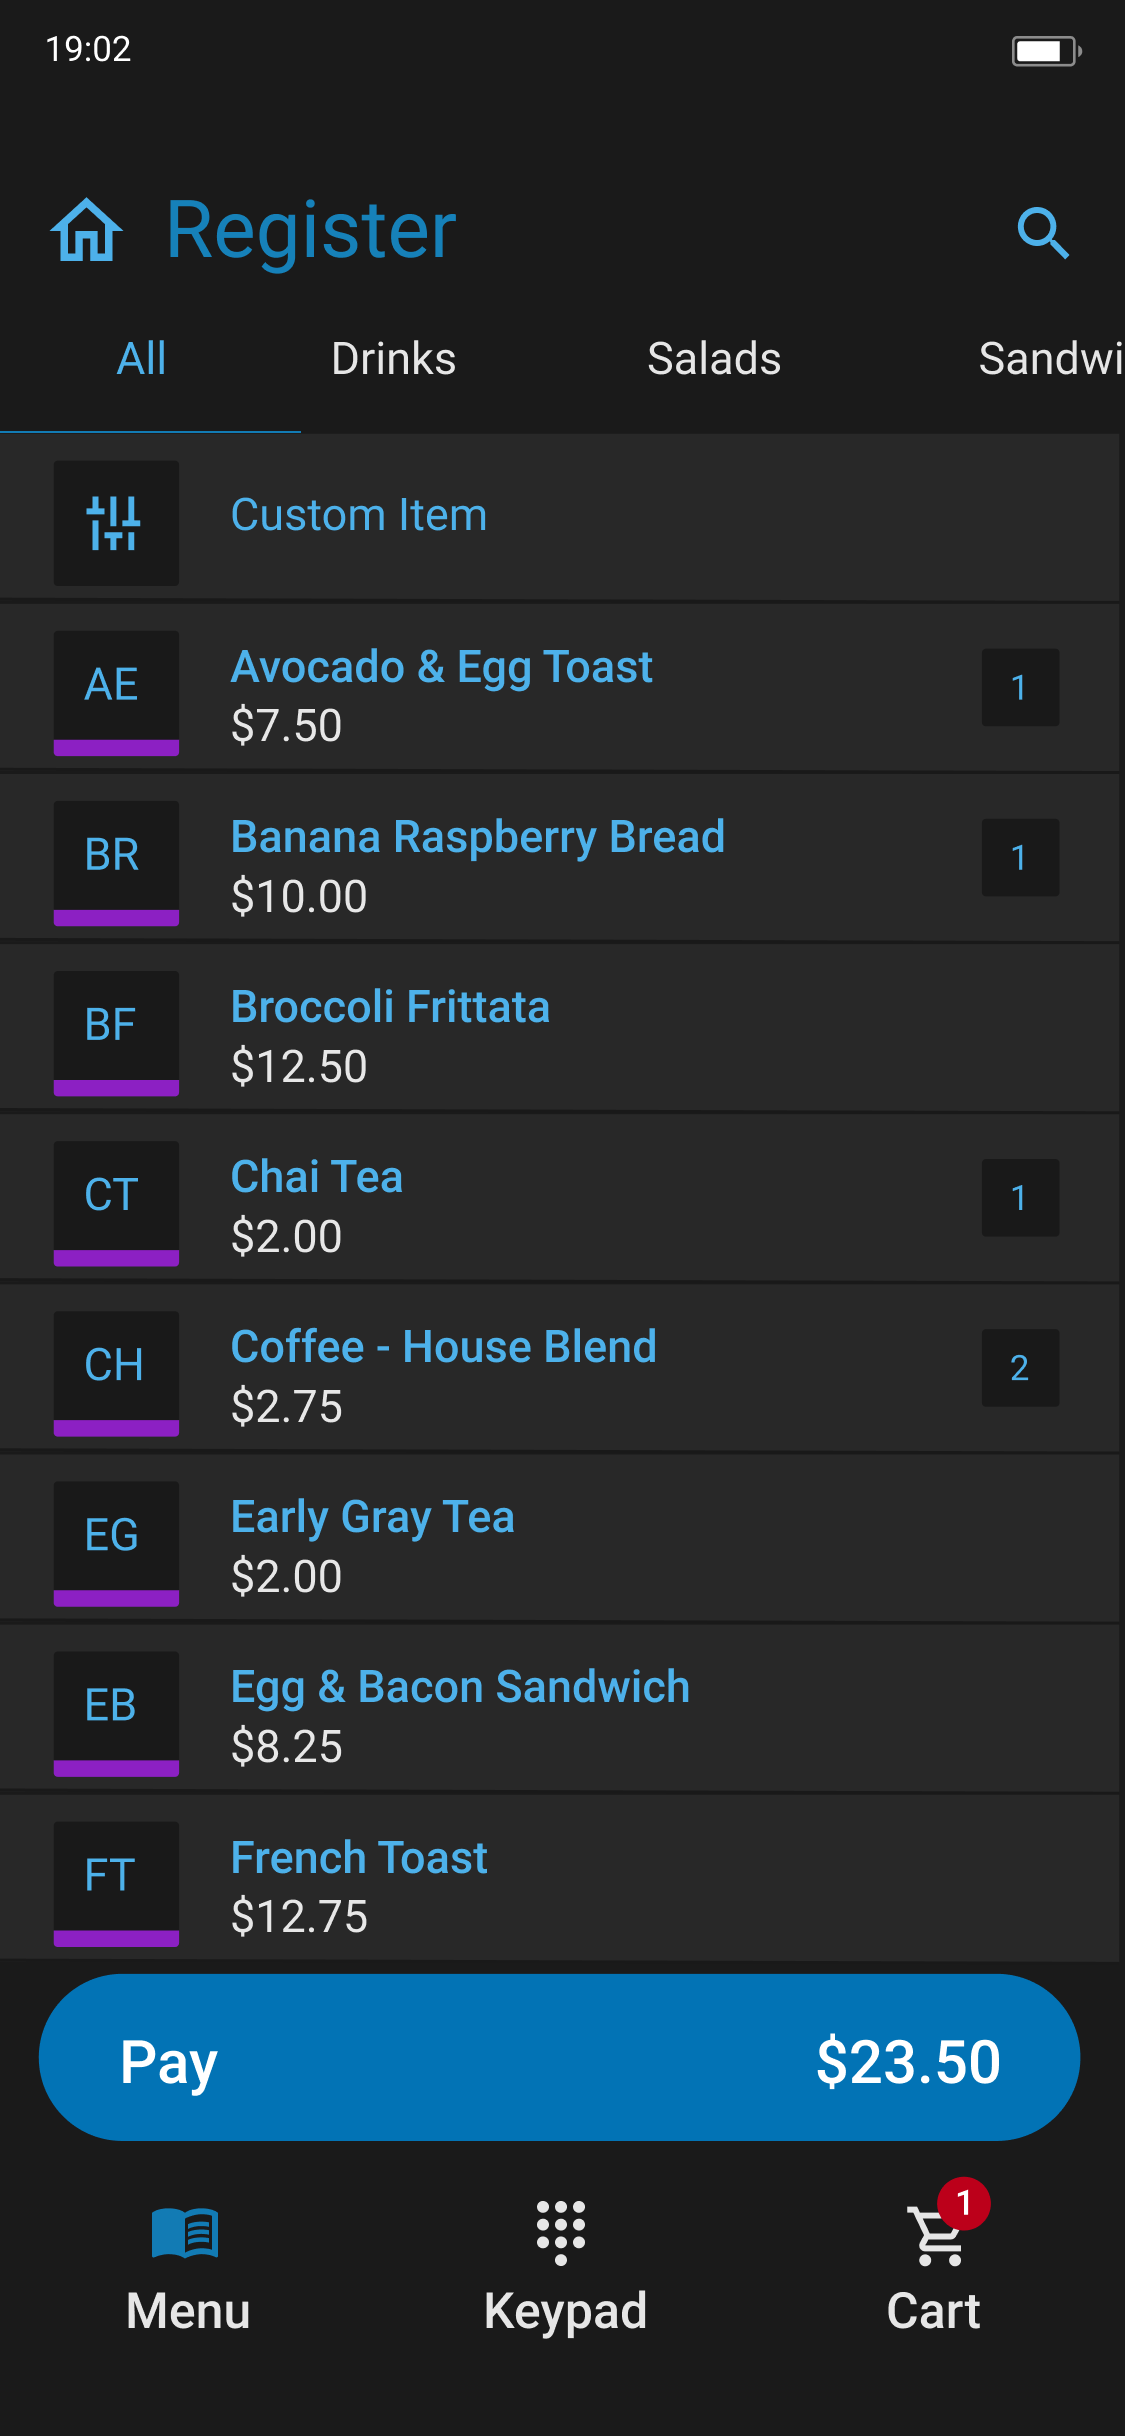 19:02
Register
All Drinks Salads Sandwi
Custom Item
AE Avocado & Egg Toast 1
$7.50
BR Banana Raspberry Bread 1
$10.00
BF Broccoli Frittata
$12.50
CT Chai Tea 1
$2.00
CH Coffee - House Blend 2
$2.75
EG Early Gray Tea
$2.00
EB Egg & Bacon Sandwich
$8.25
FT French Toast
$12.75
Pay $23.50
1
Menu Keypad Cart